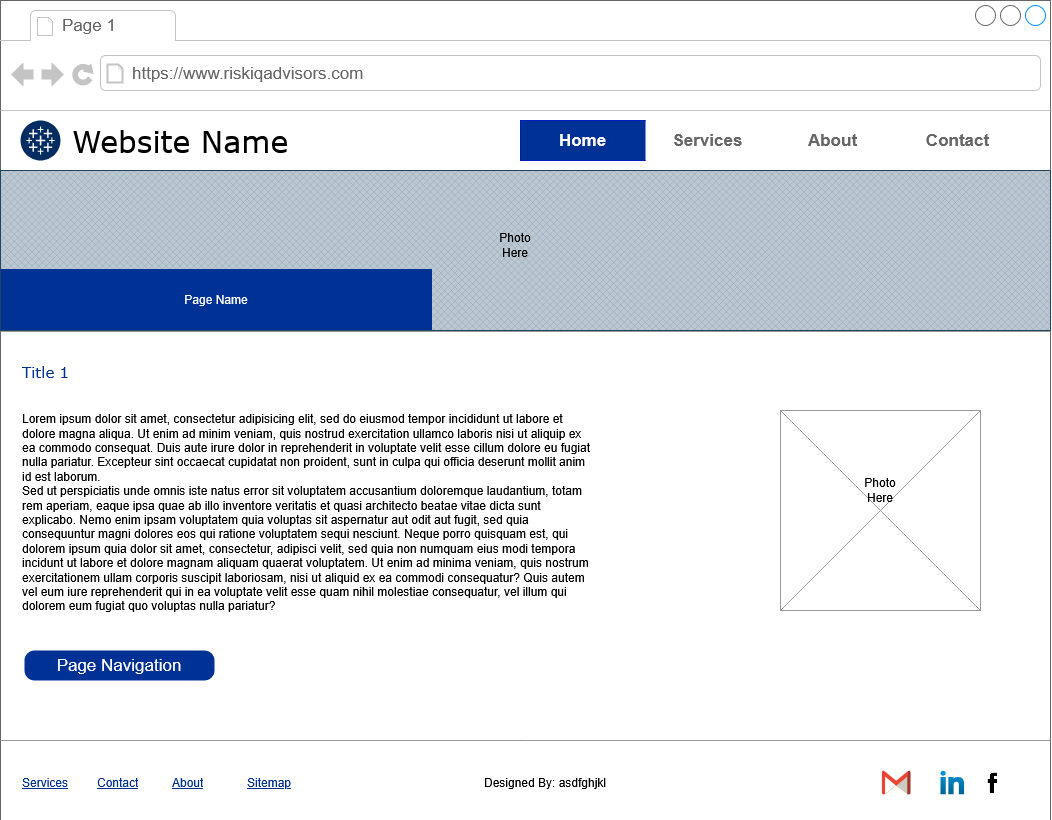 Page 1
https://www.riskiqadvisors.com
Website Name
Home
Services
About
Contact
Photo
Here
Page Name
Title 1
Lorem ipsum dolor sit amet, consectetur adipisicing elit, sed do eiusmod tempor incididunt ut labore et
dolore magna aliqua. Ut enim ad minim veniam, quis nostrud exercitation ullamco laboris nisi ut aliquip ex
ea commodo consequat. Duis aute irure dolor in reprehenderit in voluptate velit esse cillum dolore eu fugiat
nulla pariatur. Excepteur sint occaecat cupidatat non proident, sunt in culpa qui officia deserunt mollit anim
id est laborum.
Sed ut perspiciatis unde omnis iste natus error sit voluptatem accusantium doloremque laudantium, totam
rem aperiam, eaque ipsa quae ab illo inventore veritatis et quasi architecto beatae vitae dicta sunt
explicabo. Nemo enim ipsam voluptatem quia voluptas sit aspernatur aut odit aut fugit, sed quia
consequuntur magni dolores eos qui ratione voluptatem sequi nesciunt. Neque porro quisquam est, qui
dolorem ipsum quia dolor sit amet, consectetur, adipisci velit, sed quia non numquam eius modi tempora
incidunt ut labore et dolore magnam aliquam quaerat voluptatem. Ut enim ad minima veniam, quis nostrum
exercitationem ullam corporis suscipit laboriosam, nisi ut aliquid ex ea commodi consequatur? Quis autem
vel eum iure reprehenderit qui in ea voluptate velit esse quam nihil molestiae consequatur, vel illum qui
dolorem eum fugiat quo voluptas nulla pariatur?
Photo
Here
Page Navigation
Services
Contact
About
Sitemap
Designed By: asdfghjkl
in
f